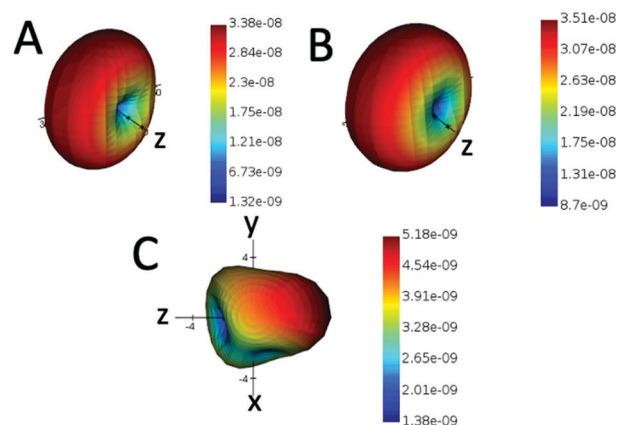 A
3.38e-08
2.84e-08
2.3e-08
1.75e-08
1.21e-08
6.73e-09
1.32e-09
Z
B
3.51e-08
3.07e-08
2.63e-08
2.19e-08
1.75e-08
1.31e-08
8.7e-09
Z
C
y
4
z
-4
-4
x
5.18e-09
4.54e-09
3.91e-09
3.28e-09
2.65e-09
2.01e-09
1.38e-09